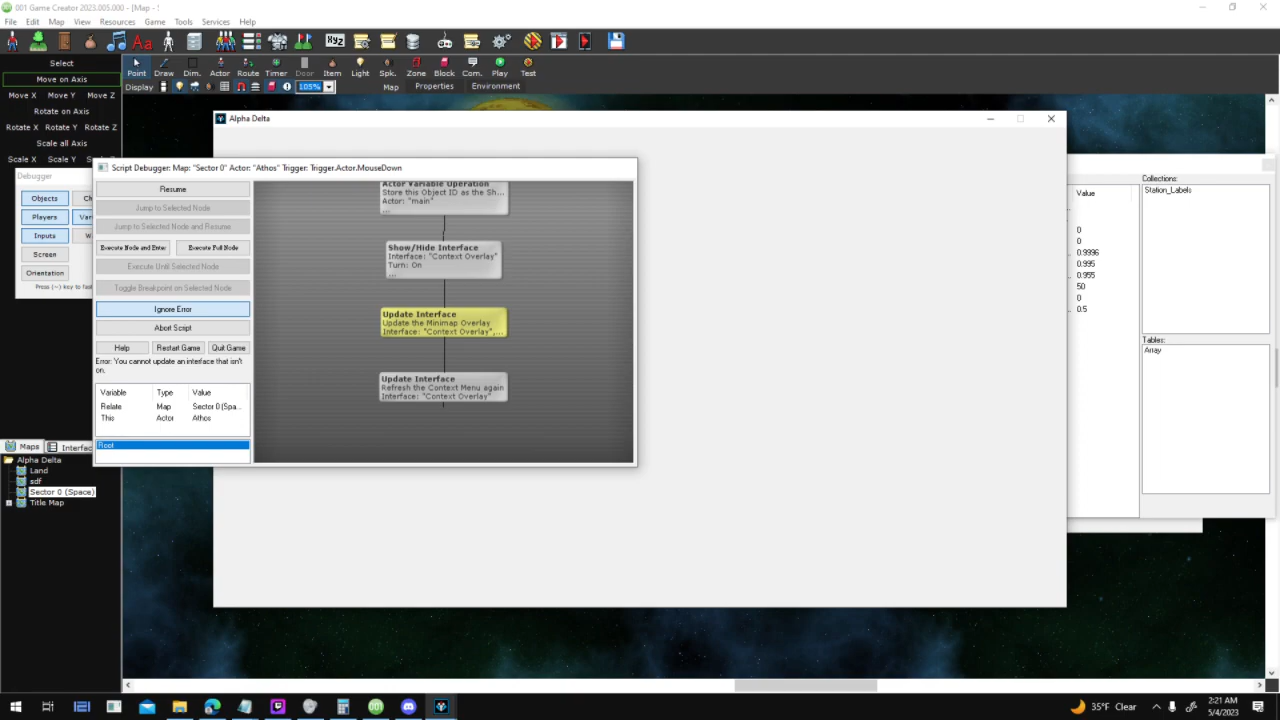 001 Game Creator 2023.005.004 - [Map - !
File Edit Map View Resources Game Tools Services Help
Select
Move on Axis
Move X Move Y Move Z
Rotate on Axis
Rotate X Rotate Y Rotate Z
Scale all Axis
Scale X Scale Y Sca
Point Draw Dim. Actor Route Timer Door Item Light Spk. Zone Block Com. Play Test
Display 105% Map Properties Environment
Alpha Delta
Debugger
Objects
Players
Inputs
Screen
Orientation
Script Debugger: Map: "Sector 0" Actor: "Athos" Trigger: Trigger.Actor.MouseDown
Resume
Jump to Selected Node
Jump to Selected Node and Resume
Execute Node and Enter Execute Full Node
Execute Until Selected Node
Toggle Breakpoint on Selected Node
Ignore Error
Abort Script
Help Restart Game Quit Game
Error: You cannot update an interface that isn't
on.
Variable Type Value
Relate Map Sector 0 (Spa...
This Actor Athos
Root
Actor Variable Operation
Store this Object ID as the Sh...
Actor: "main"
...
Show/Hide Interface
Interface: "Context Overlay"
Turn: On
...
Update Interface
Update the Minimap Overlay
Interface: "Context Overlay",...
Update Interface
Refresh the Context Menu again
Interface: "Context Overlay"
Value
0
0
0.9996
0.995
0.955
50
0
0.5
Collections:
Station_Labels
Tables:
Array
Maps Interfac
Alpha Delta
Land
sdf
Sector 0 (Space)
Title Map
35°F Clear
2:21 AM
5/4/2023